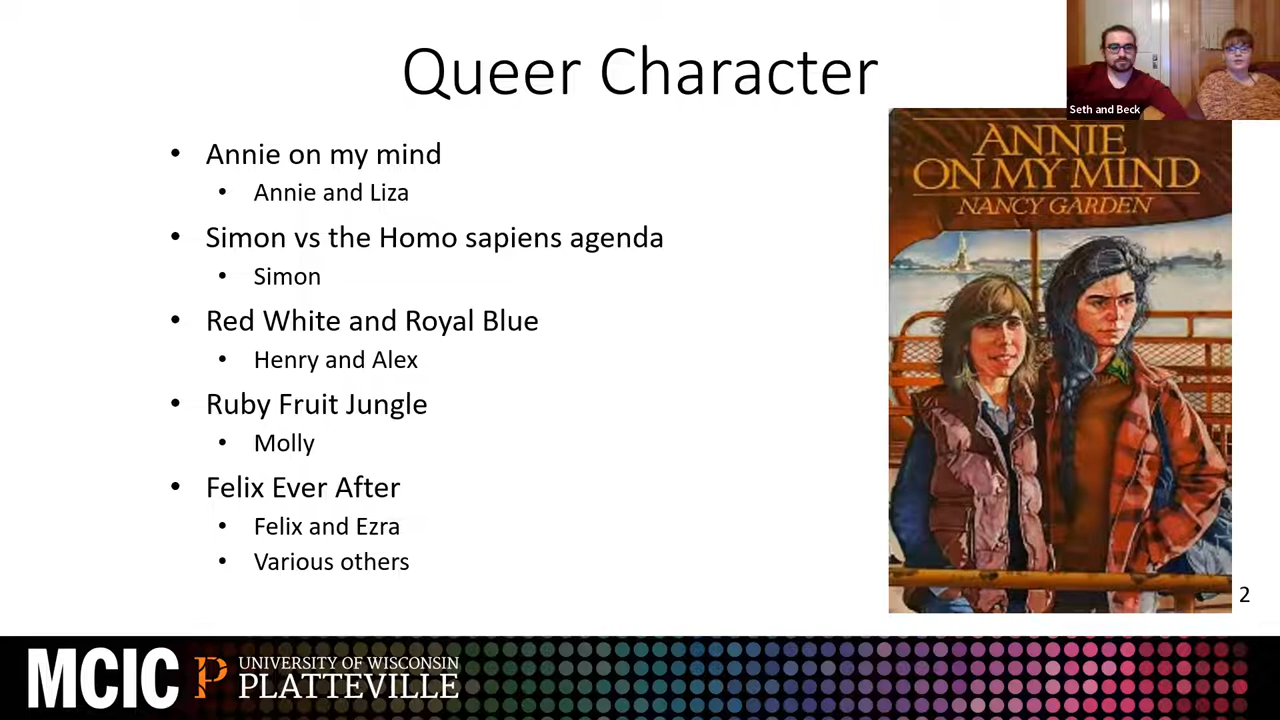 Queer Character
Seth and Beck
• Annie on my mind
• Annie and Liza
• Simon vs the Homo sapiens agenda
• Simon
• Red White and Royal Blue
• Henry and Alex
• Ruby Fruit Jungle
• Molly
• Felix Ever After
• Felix and Ezra
• Various others
ANNIE
ON MY MIND
NANCY GARDEN
2
MCIC P UNIVERSITY OF WISCONSIN
PLATTEVILLE